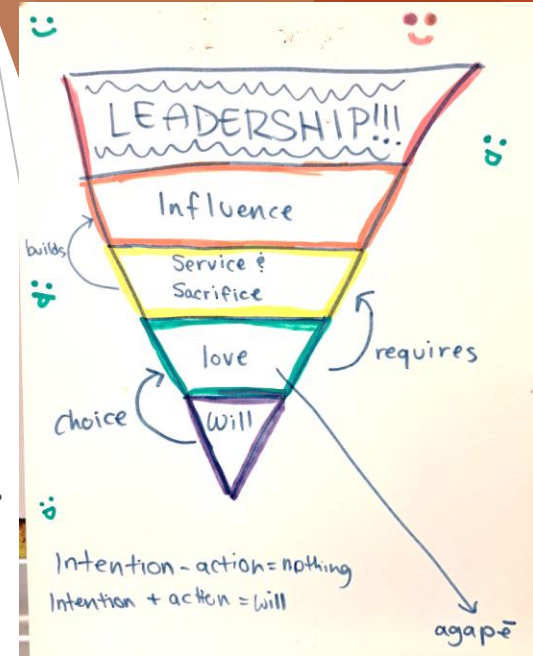 LEADERSHIP!!!
Influence
builds
Service &
Sacrifice
love
requires
choice
Will
Intention - action = nothing
Intention + action = Will
agapē